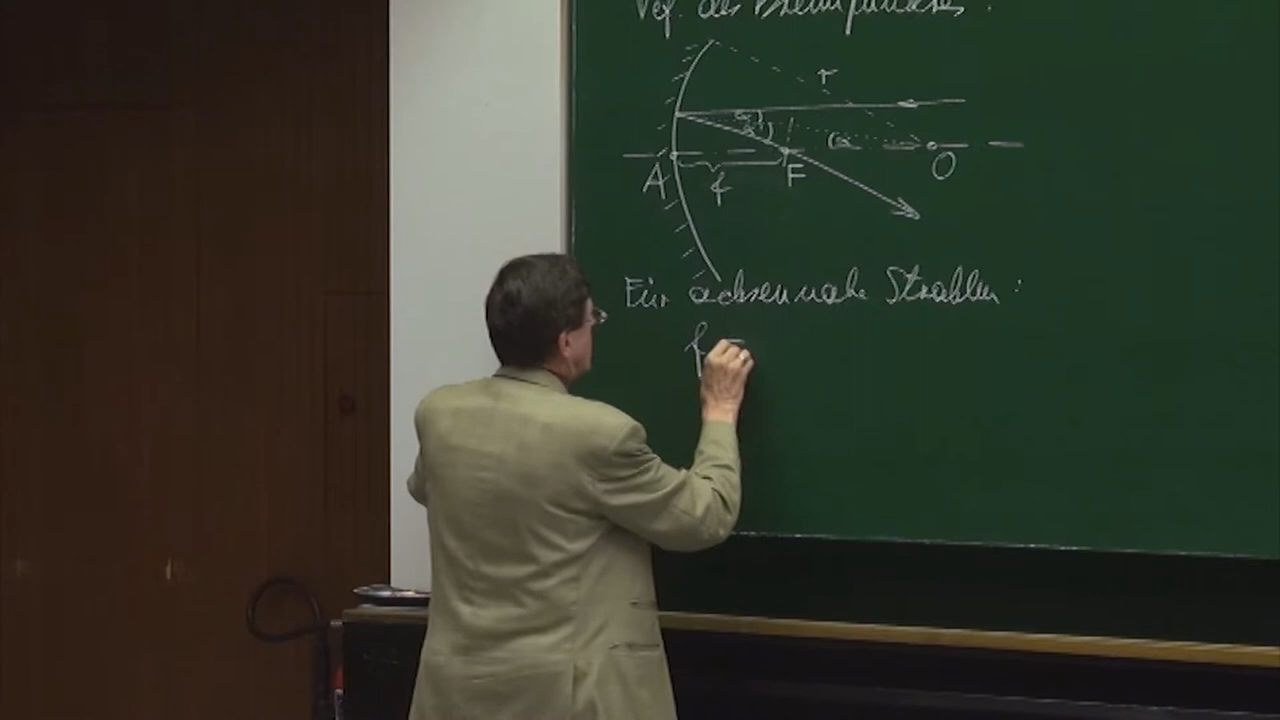 Def. des Brennpunktes :
r
α
α
α
A
f
F
O
Für achsennahe Strahlen :
f =